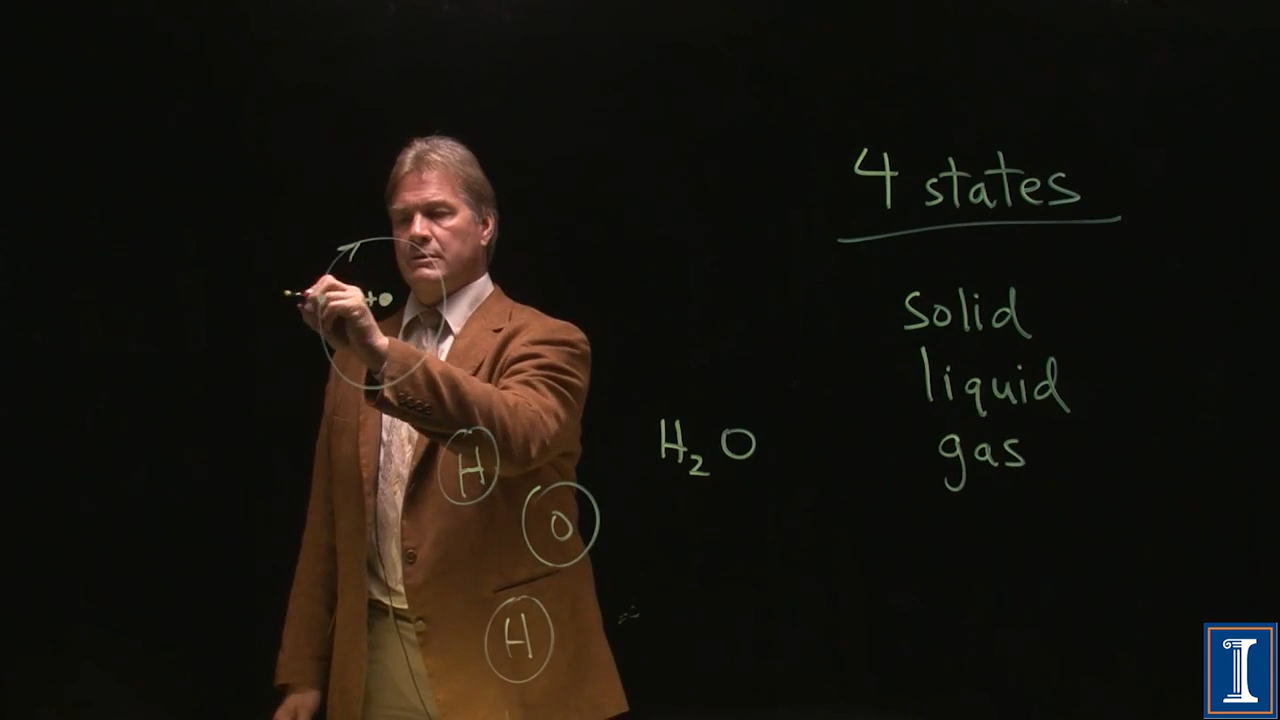 4 states
solid
liquid
gas
H₂O
H
O
H
+